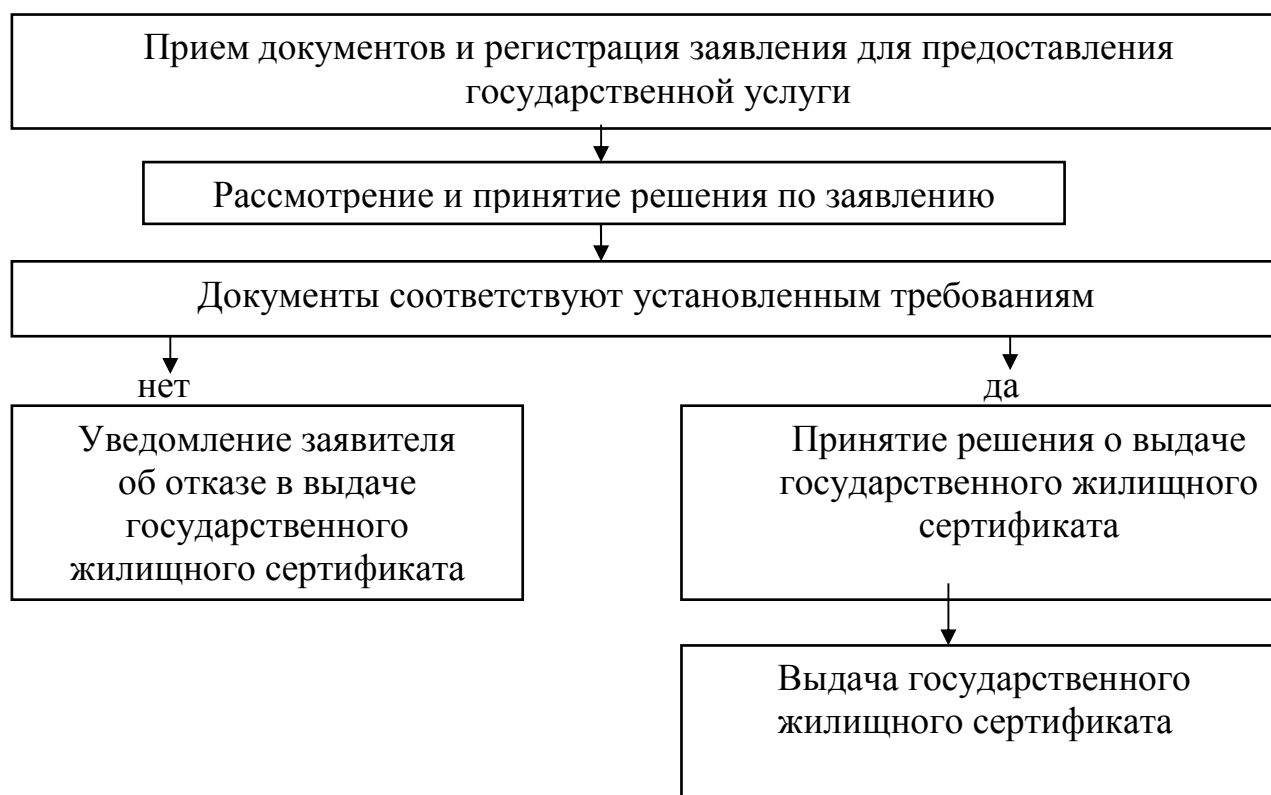 Прием документов и регистрация заявления для предоставления
государственной услуги
Рассмотрение и принятие решения по заявлению
Документы соответствуют установленным требованиям
нет
да
Уведомление заявителя
об отказе в выдаче
государственного
жилищного сертификата
Принятие решения о выдаче
государственного жилищного
сертификата
Выдача государственного
жилищного сертификата